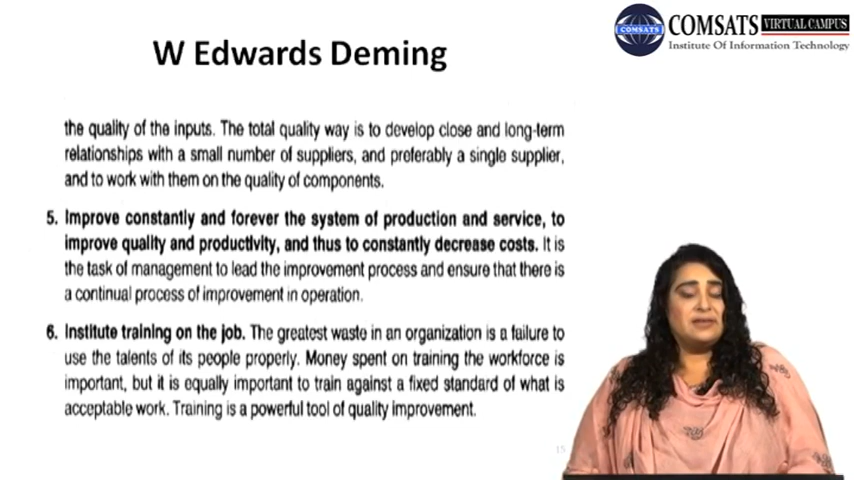 COMSATS VIRTUAL CAMPUS
COMSATS
Institute Of Information Technology
W Edwards Deming
the quality of the inputs. The total quality way is to develop close and long-term
relationships with a small number of suppliers, and preferably a single supplier,
and to work with them on the quality of components.
5. Improve constantly and forever the system of production and service, to
improve quality and productivity, and thus to constantly decrease costs. It is
the task of management to lead the improvement process and ensure that there is
a continual process of improvement in operation.
6. Institute training on the job. The greatest waste in an organization is a failure to
use the talents of its people properly. Money spent on training the workforce is
important, but it is equally important to train against a fixed standard of what is
acceptable work. Training is a powerful tool of quality improvement.
15